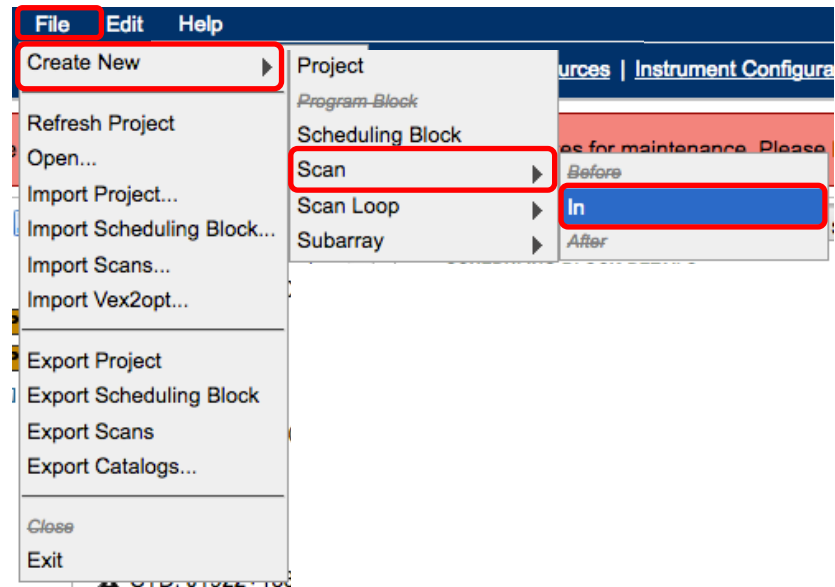 File Edit Help
urces | Instrument Configura
es for maintenance. Please
Create New
Refresh Project
Open...
Import Project...
Import Scheduling Block...
Import Scans...
Import Vex2opt...
Export Project
Export Scheduling Block
Export Scans
Export Catalogs...
Close
Exit
Project
Program Block
Scheduling Block
Scan
Scan Loop
Subarray
Before
In
After